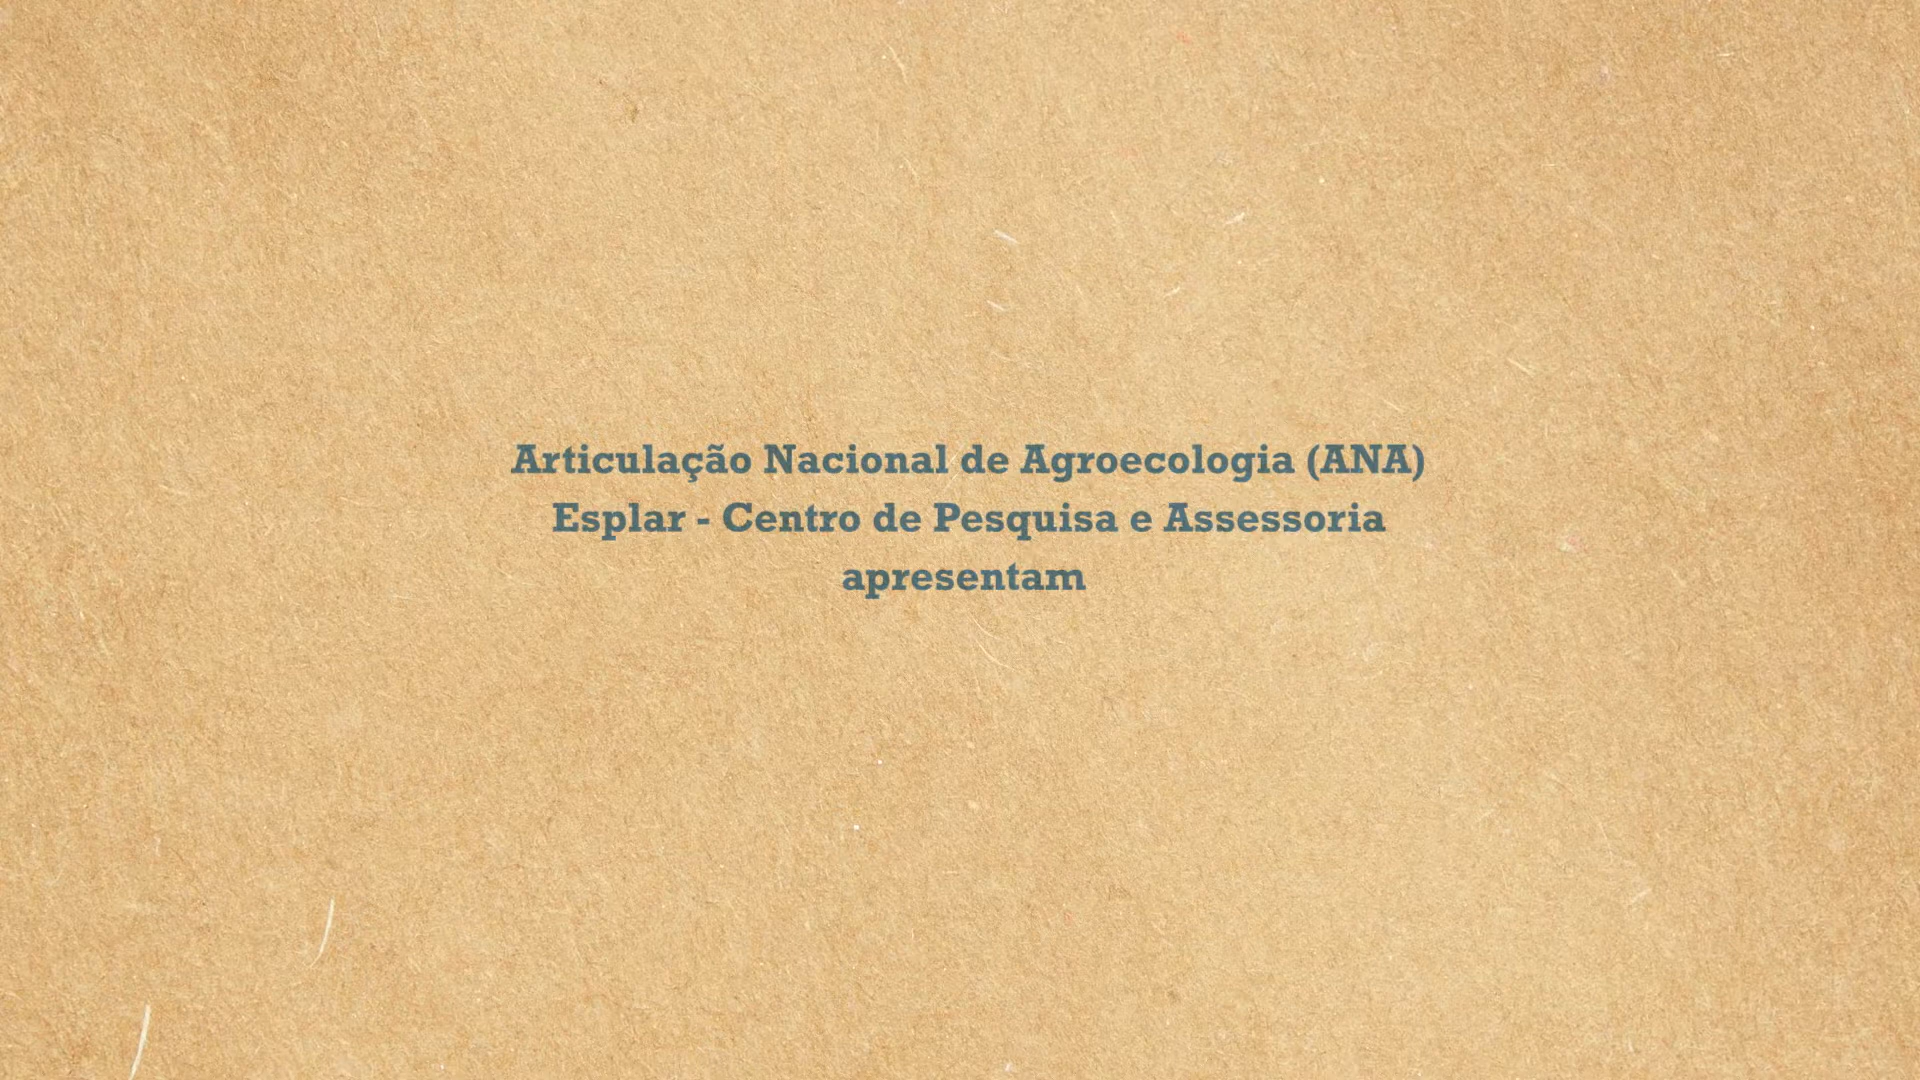 Articulação Nacional de Agroecologia (ANA)
Esplar - Centro de Pesquisa e Assessoria
apresentam